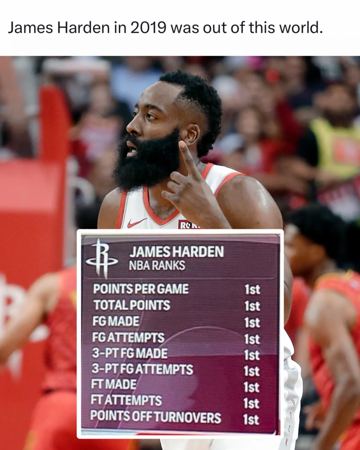 James Harden in 2019 was out of this world.
JAMES HARDEN
NBA RANKS
POINTS PER GAME 1st
TOTAL POINTS 1st
FG MADE 1st
FG ATTEMPTS 1st
3-PT FG MADE 1st
3-PT FG ATTEMPTS 1st
FT MADE 1st
FT ATTEMPTS 1st
POINTS OFF TURNOVERS 1st